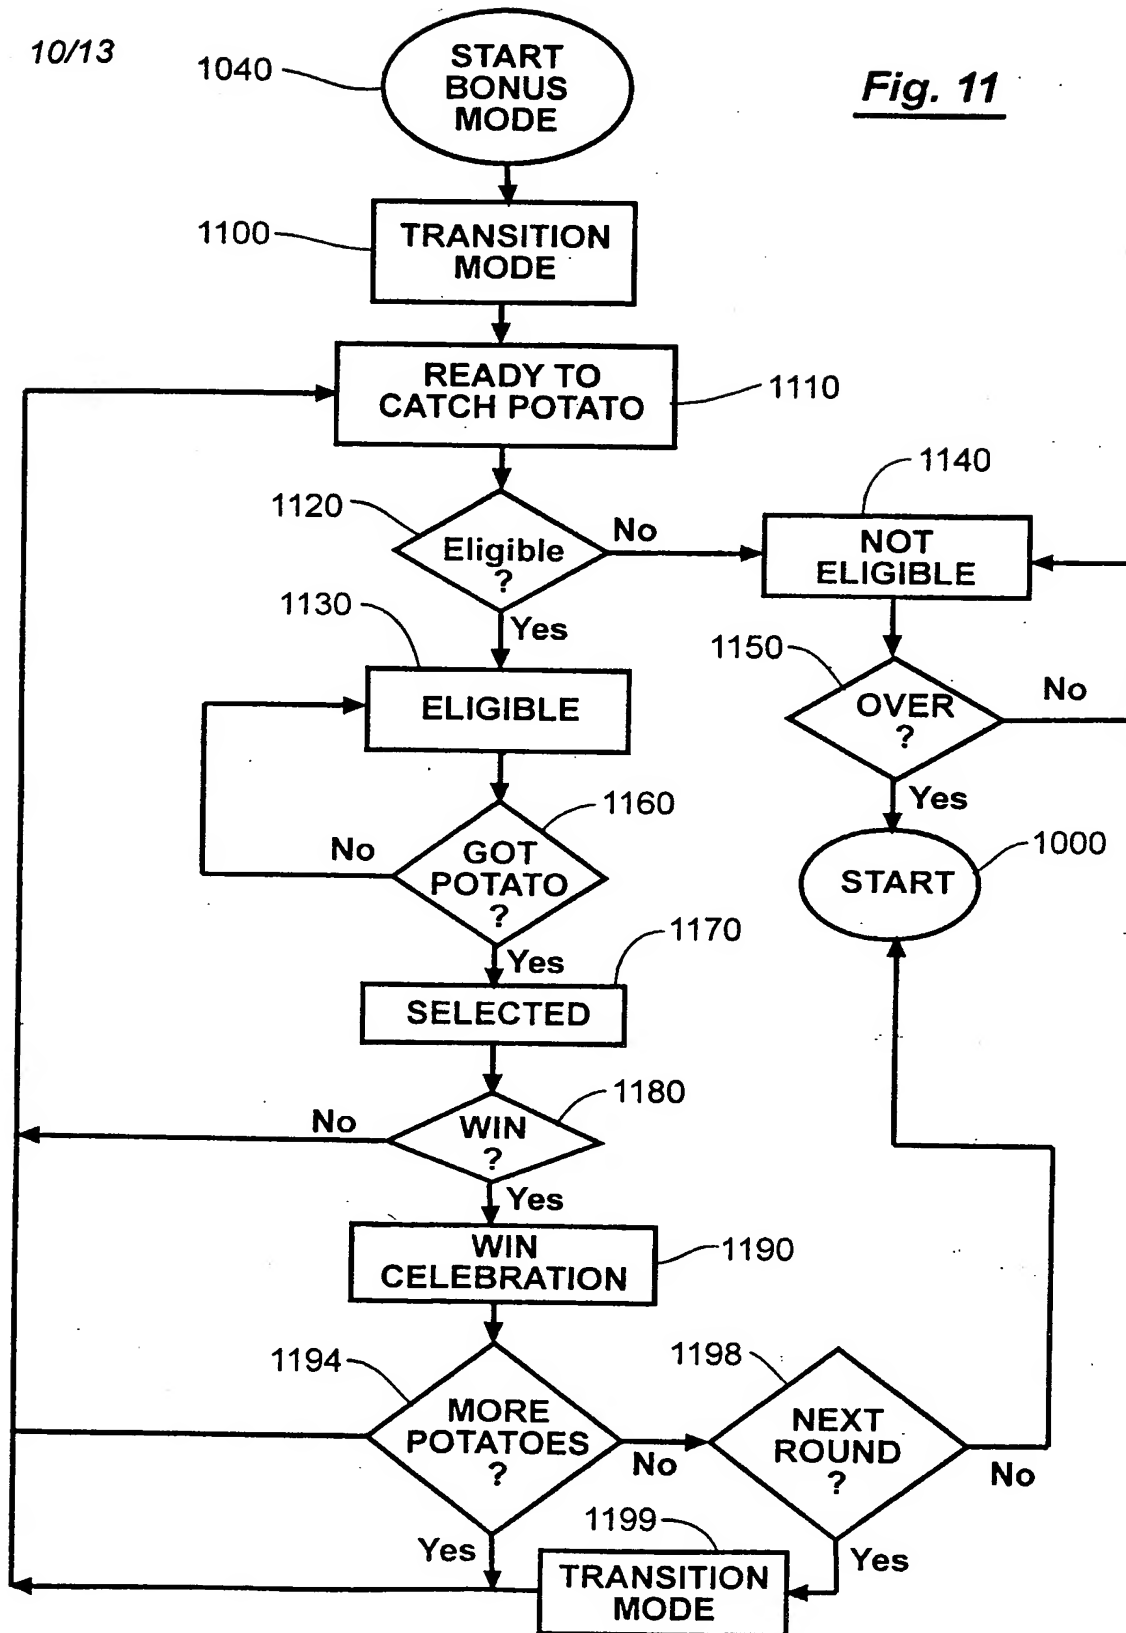 10/13
Fig. 11
1040
START
BONUS
MODE
1100
TRANSITION
MODE
READY TO
CATCH POTATO
1110
1120
Eligible
?
No
Yes
1140
NOT
ELIGIBLE
1130
ELIGIBLE
1150
OVER
?
No
Yes
1160
GOT
POTATO
?
No
Yes
1000
START
1170
SELECTED
1180
WIN
?
No
Yes
WIN
CELEBRATION
1190
1194
MORE
POTATOES
?
No
Yes
1198
NEXT
ROUND
?
No
Yes
1199
TRANSITION
MODE